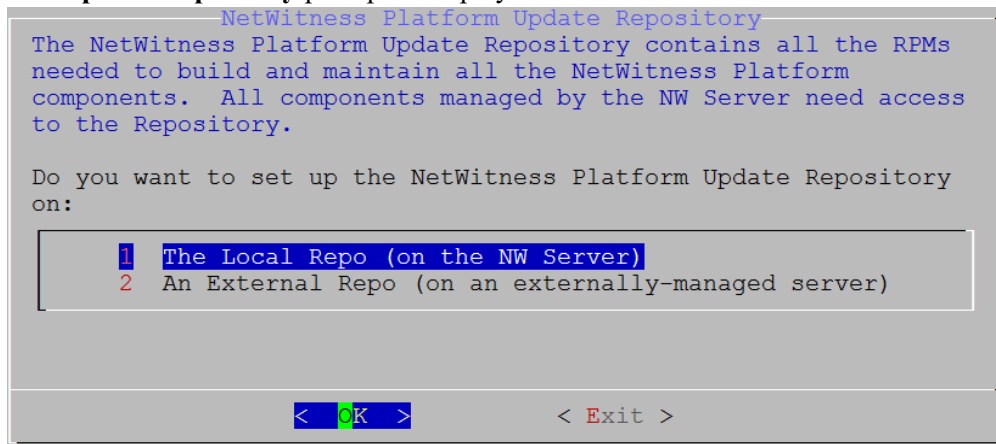 NetWitness Platform Update Repository
The NetWitness Platform Update Repository contains all the RPMs
needed to build and maintain all the NetWitness Platform
components.  All components managed by the NW Server need access
to the Repository.
Do you want to set up the NetWitness Platform Update Repository
on:
1 The Local Repo (on the NW Server)
2 An External Repo (on an externally-managed server)
< OK > < Exit >